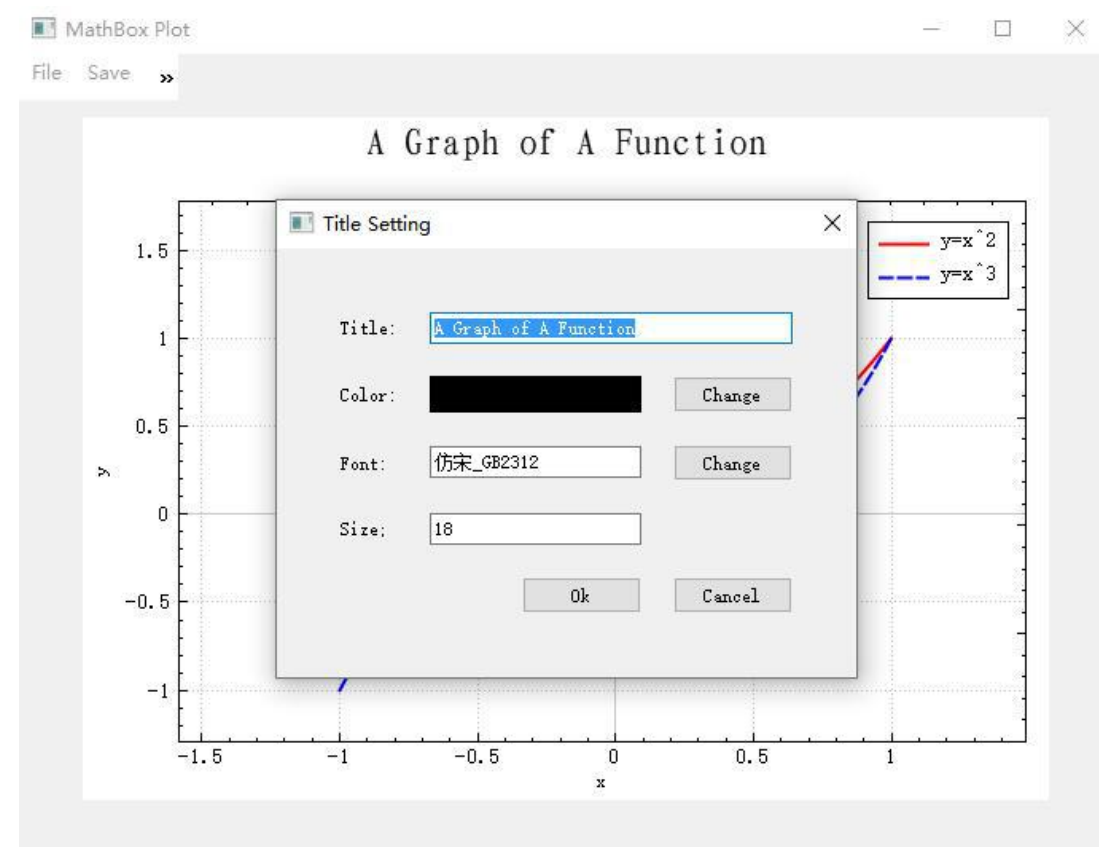 MathBox Plot
File Save »
A Graph of A Function
Title Setting
Title: A Graph of A Function
Color: Change
Font: 仿宋_GB2312 Change
Size; 18
Ok Cancel
y=x^2
y=x^3
1.5
1
0.5
0
-0.5
-1
y
-1.5 -1 -0.5 0 0.5 1
x